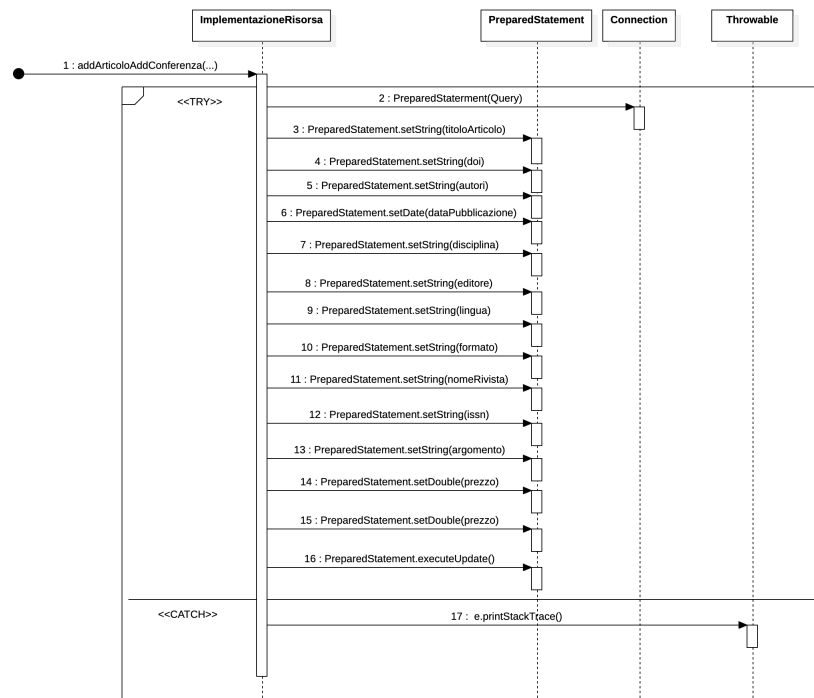 ImplementazioneRisorsa
PreparedStatement
Connection
Throwable
1 : addArticoloAddConferenza(...)
<<TRY>>
2 : PreparedStaterment(Query)
3 : PreparedStatement.setString(titoloArticolo)
4 : PreparedStatement.setString(doi)
5 : PreparedStatement.setString(autori)
6 : PreparedStatement.setDate(dataPubblicazione)
7 : PreparedStatement.setString(disciplina)
8 : PreparedStatement.setString(editore)
9 : PreparedStatement.setString(lingua)
10 : PreparedStatement.setString(formato)
11 : PreparedStatement.setString(nomeRivista)
12 : PreparedStatement.setString(issn)
13 : PreparedStatement.setString(argomento)
14 : PreparedStatement.setDouble(prezzo)
15 : PreparedStatement.setDouble(prezzo)
16 : PreparedStatement.executeUpdate()
<<CATCH>>
17 : e.printStackTrace()